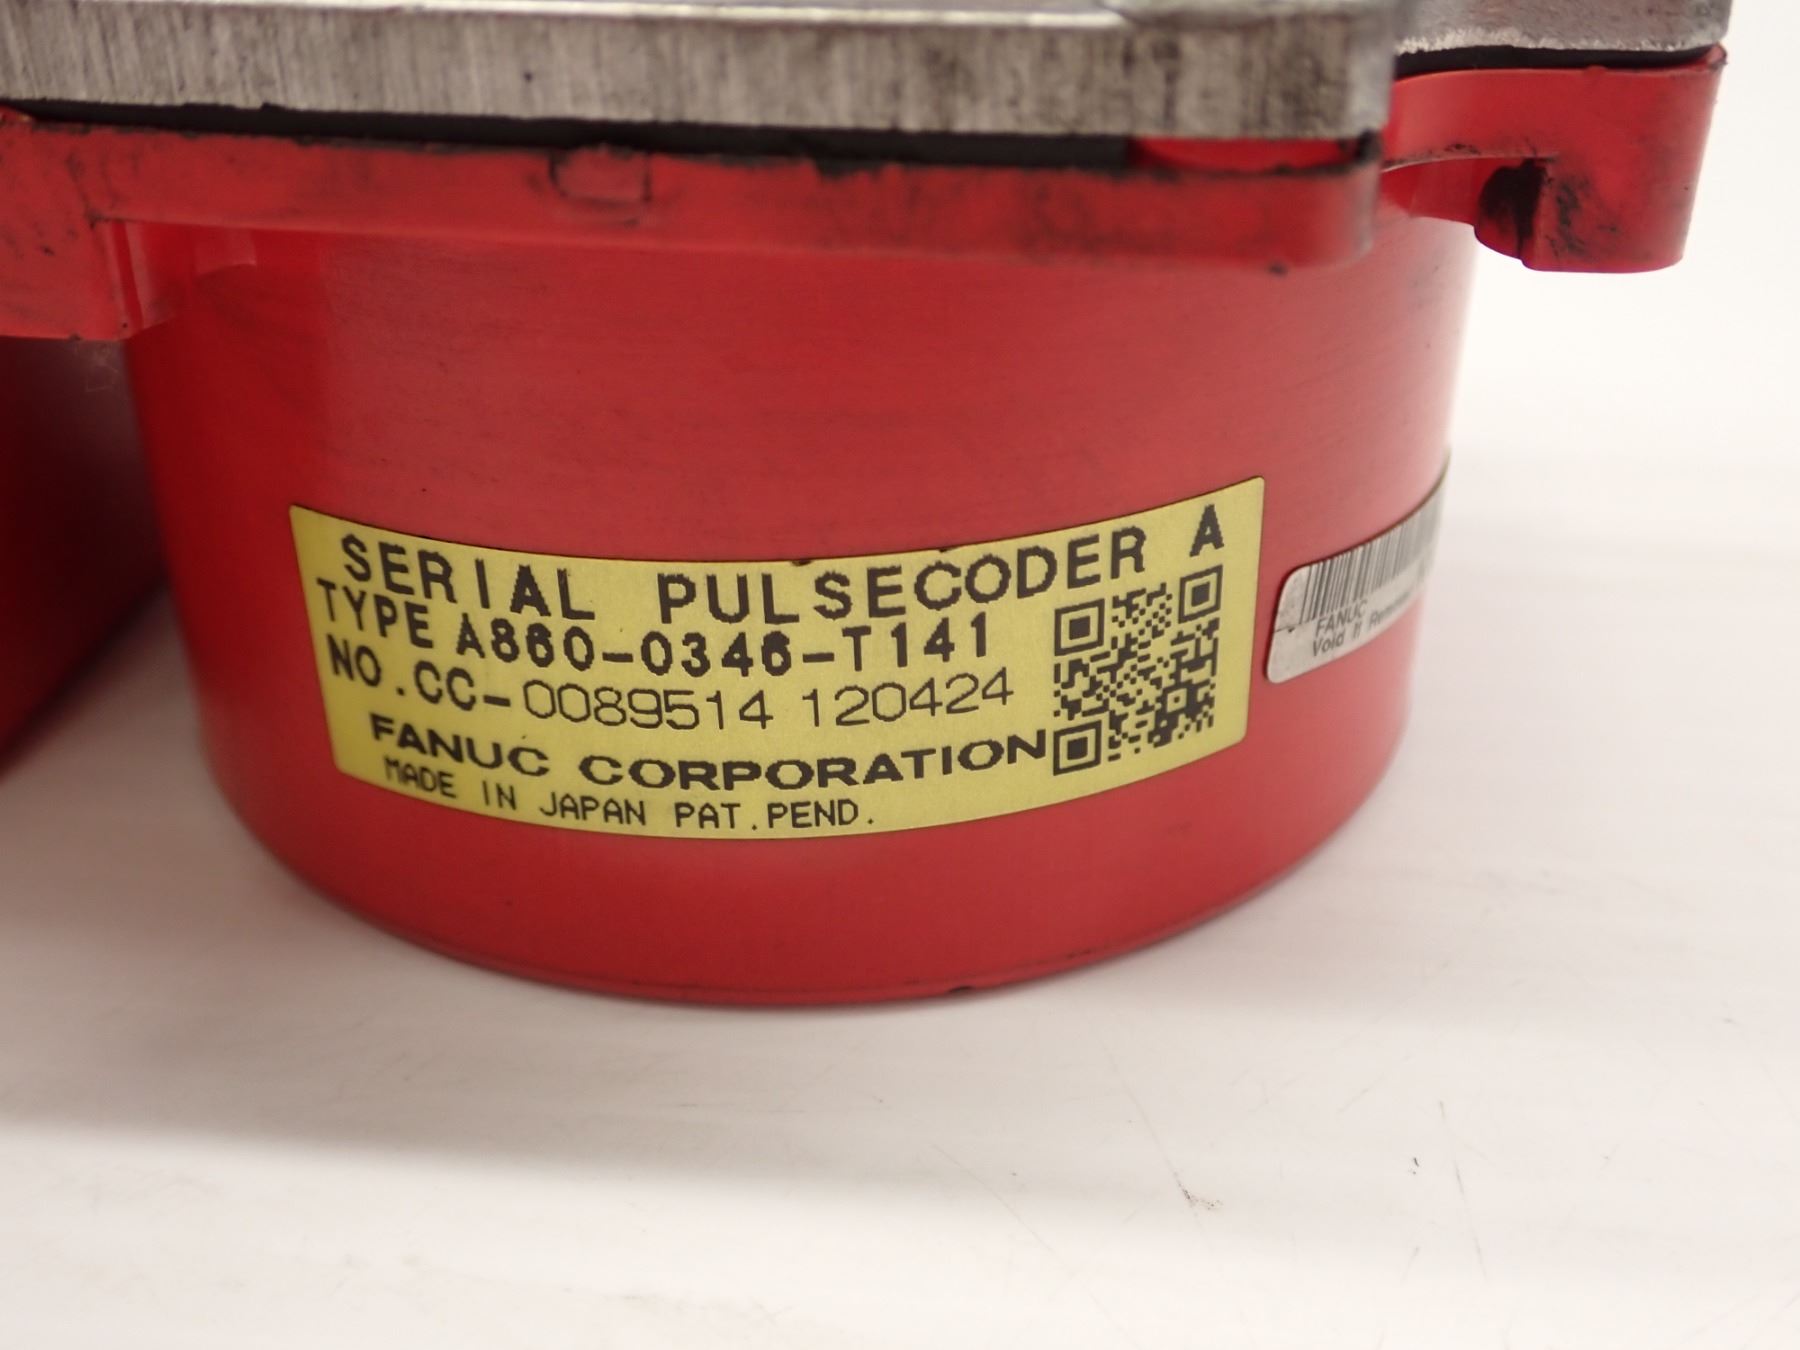 SERIAL PULSECODER A
TYPE A860-0346-T141
NO.CC-0089514 120424
FANUC CORPORATION
MADE IN JAPAN PAT.PEND.
FANUC
Void If Removed